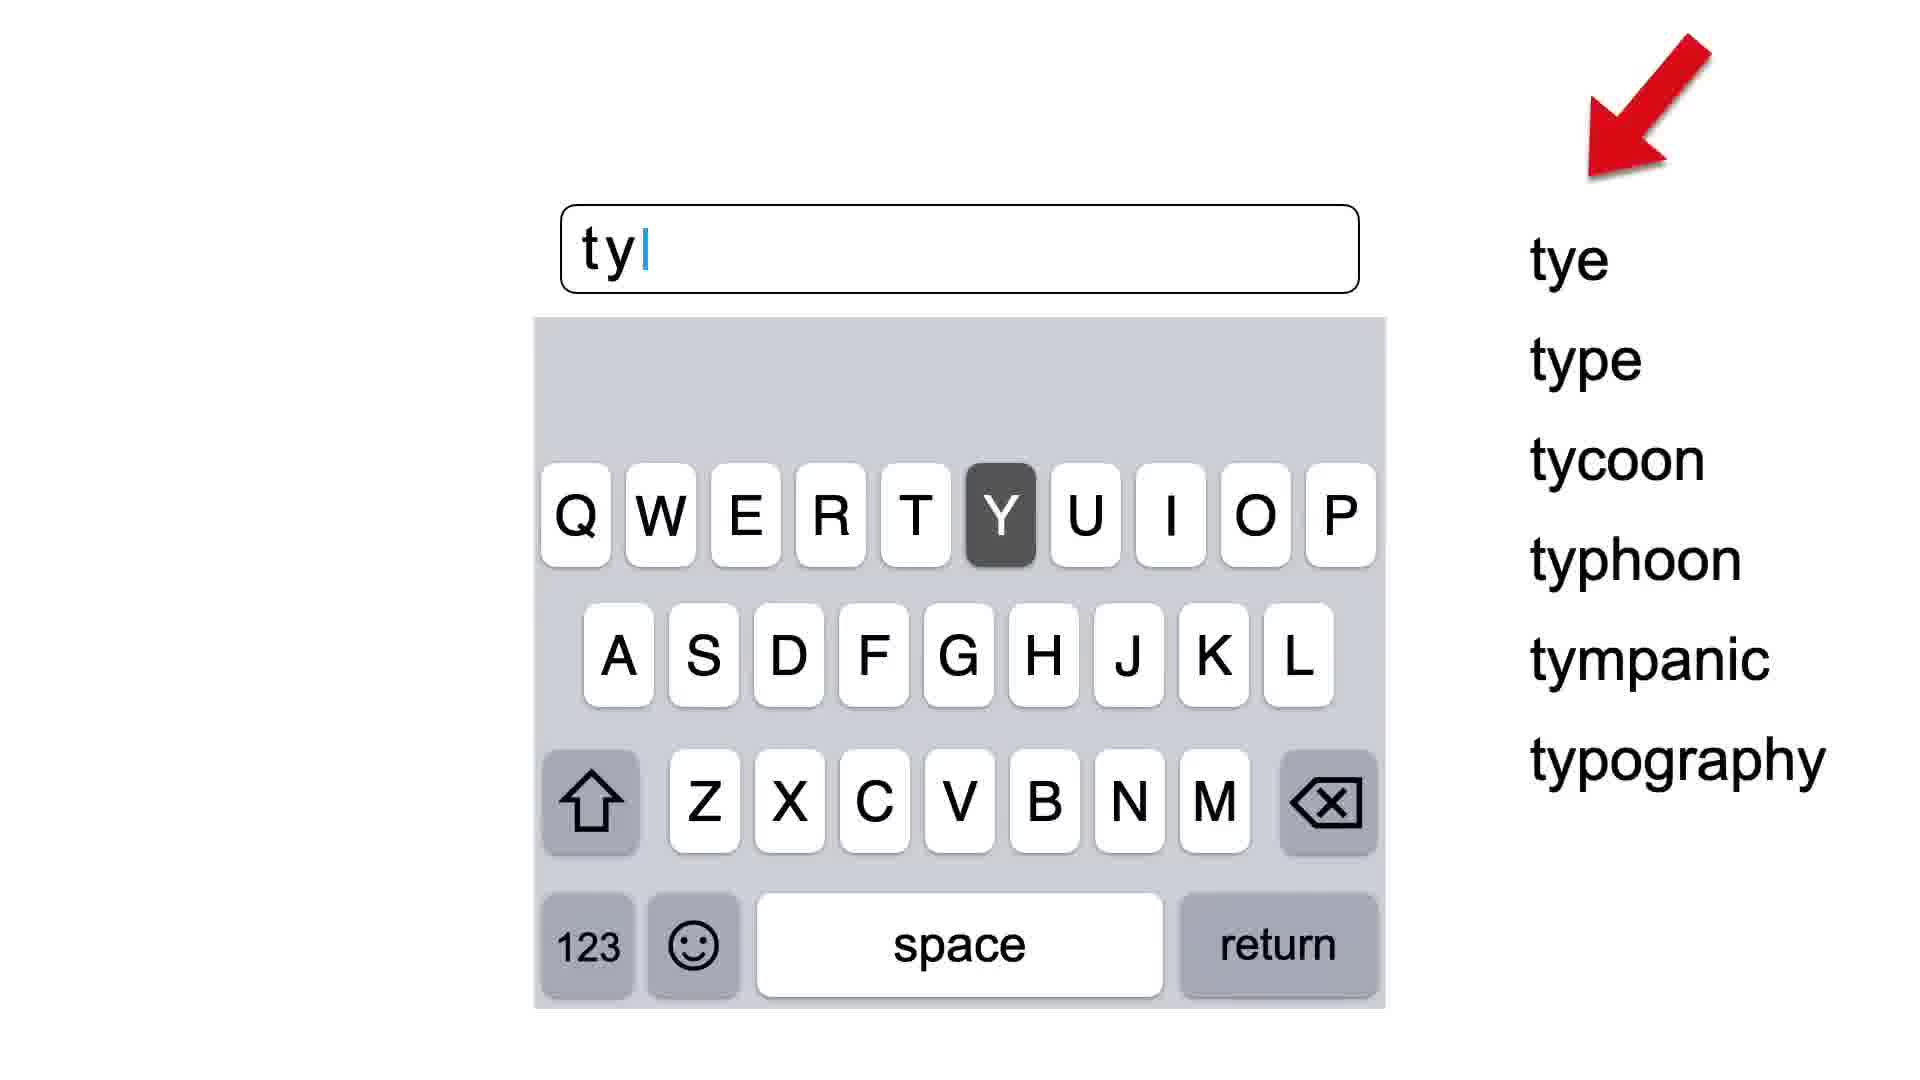 ty
tye
type
tycoon
typhoon
tympanic
typography
Q W E R T Y U I O P
A S D F G H J K L
Z X C V B N M
123 space return